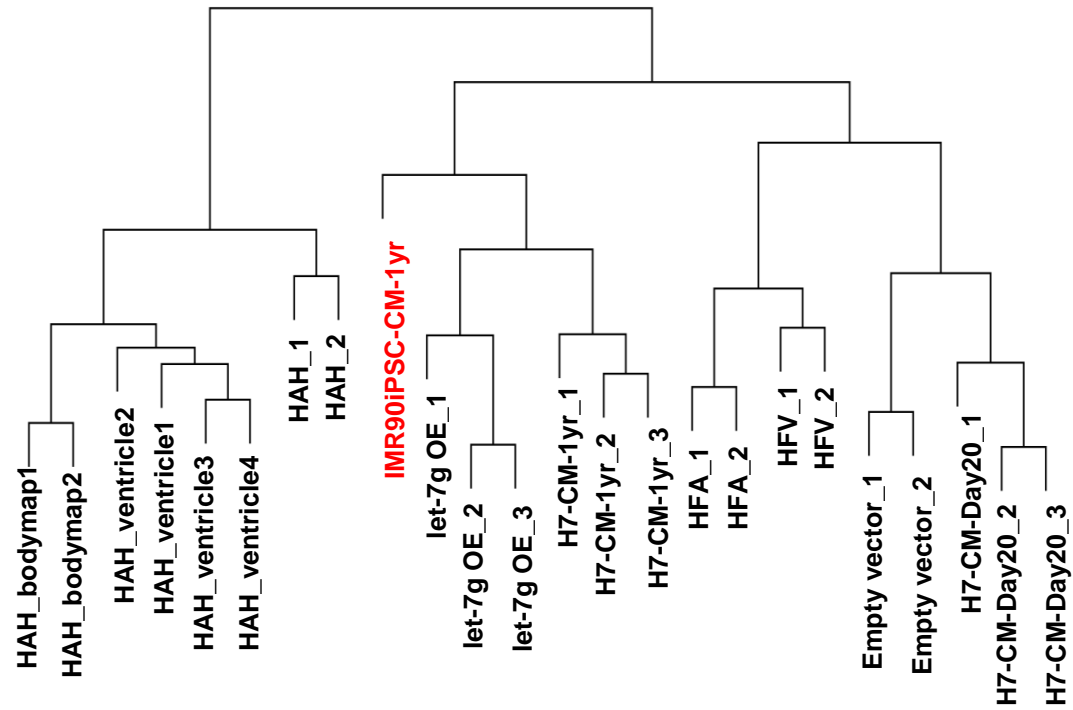 HAH_bodymap1
HAH_bodymap2
HAH_ventricle2
HAH_ventricle1
HAH_ventricle3
HAH_ventricle4
HAH_1
HAH_2
IMR90iPSC-CM-1yr
let-7g OE_1
let-7g OE_2
let-7g OE_3
H7-CM-1yr_1
H7-CM-1yr_2
H7-CM-1yr_3
HFA_1
HFA_2
HFV_1
HFV_2
Empty vector_1
Empty vector_2
H7-CM-Day20_1
H7-CM-Day20_2
H7-CM-Day20_3